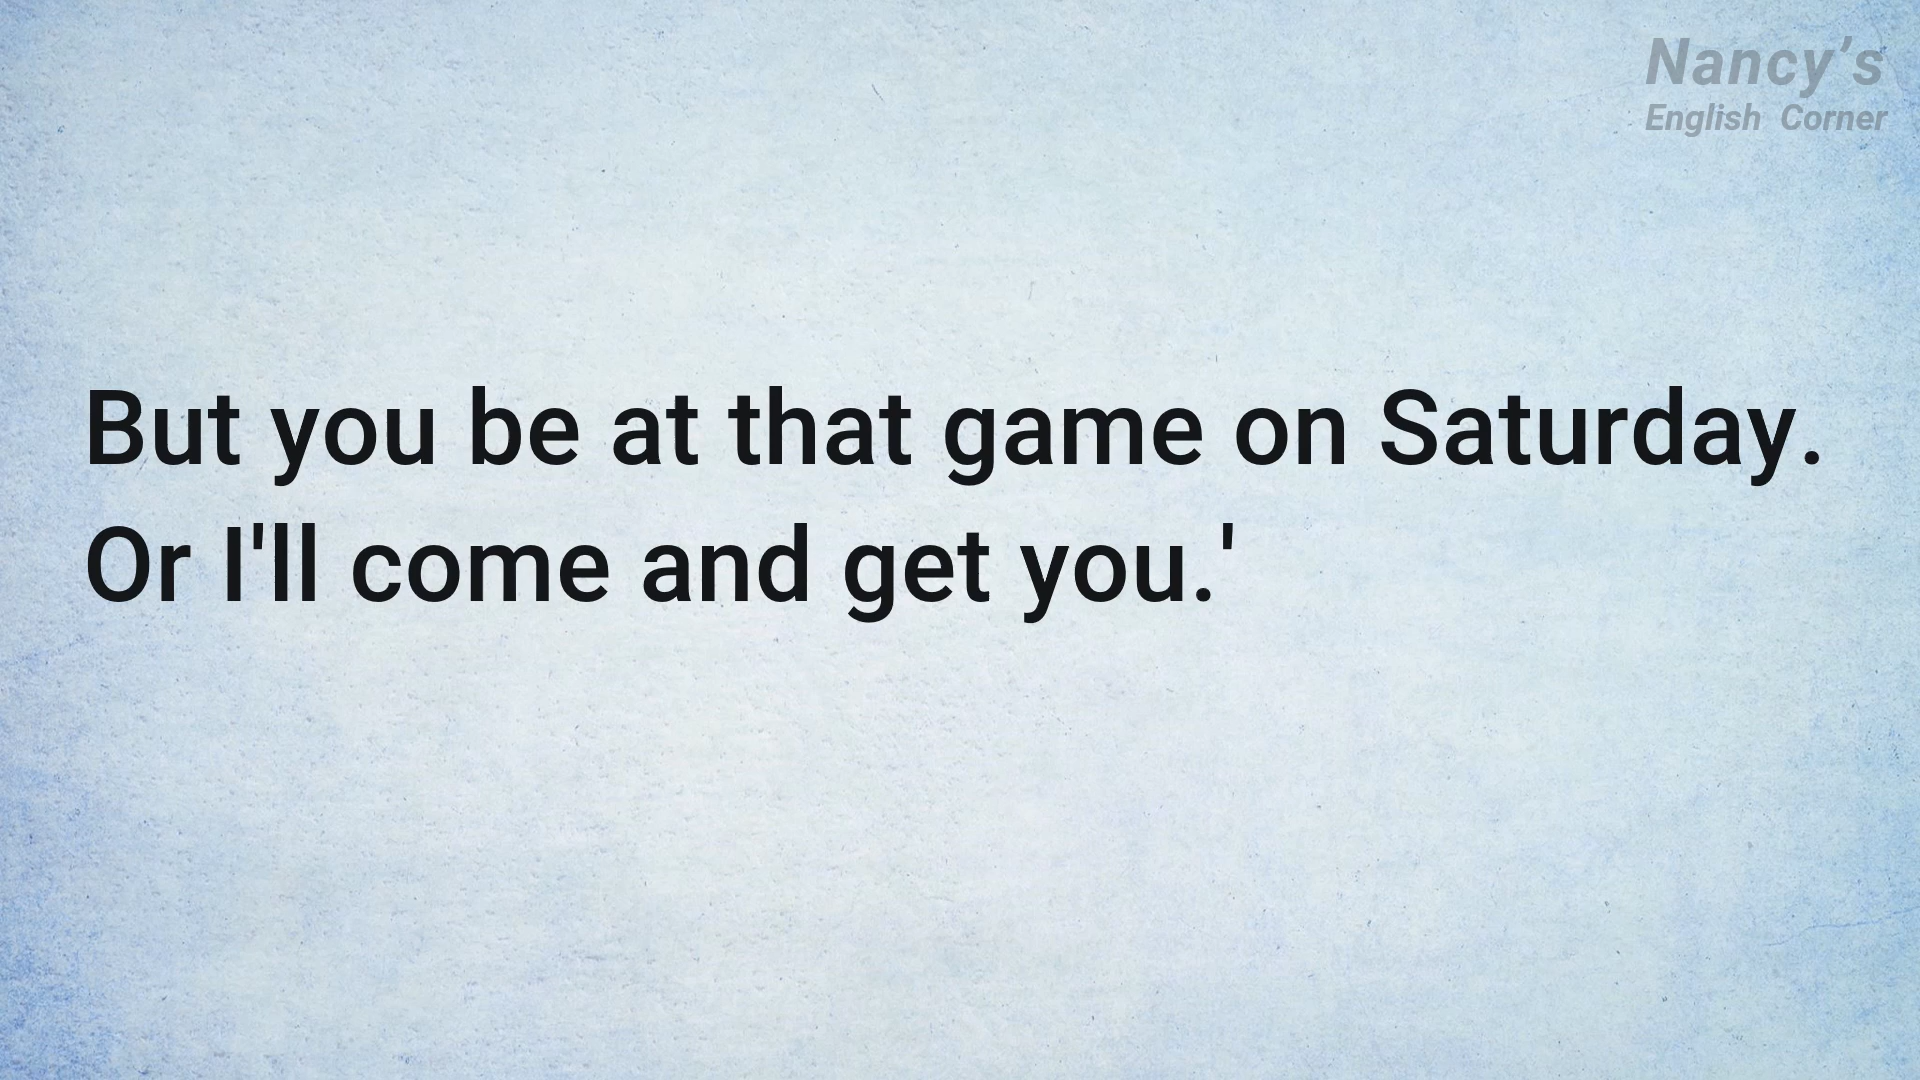 Nancy’s
English Corner
But you be at that game on Saturday.
Or I'll come and get you.'